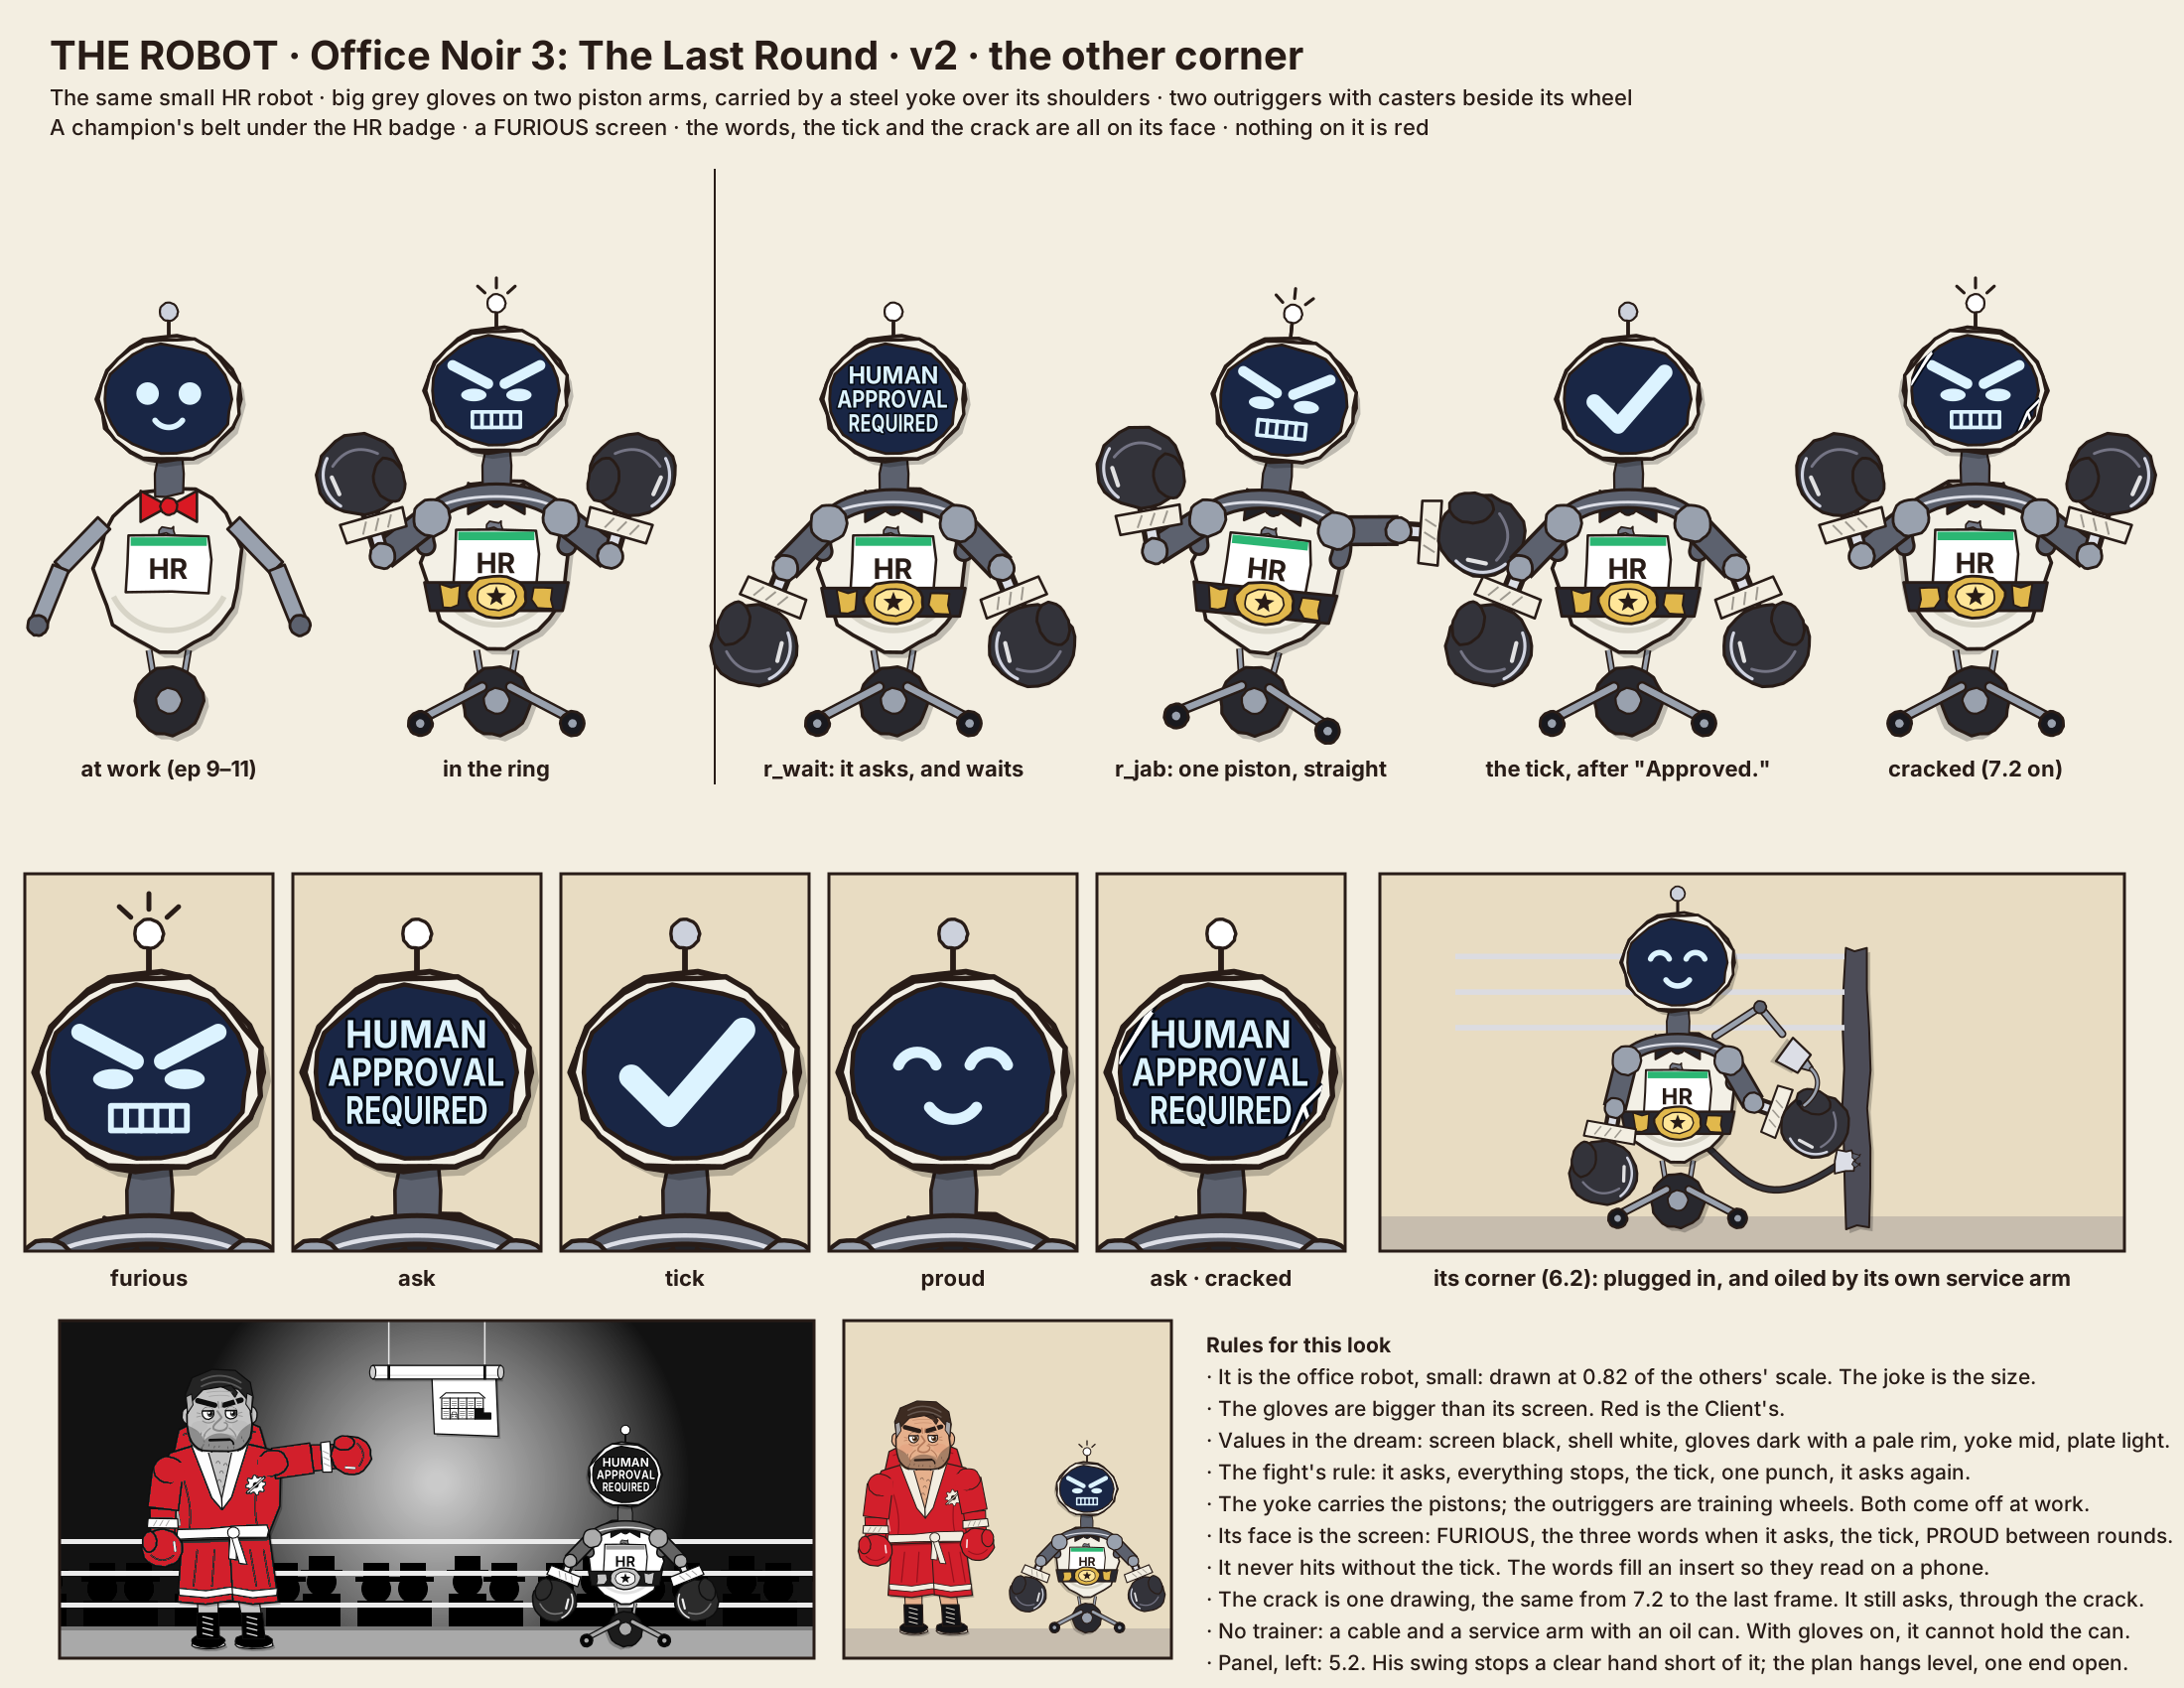 THE ROBOT · Office Noir 3: The Last Round · v2 · the other corner
The same small HR robot · big grey gloves on two piston arms, carried by a steel yoke over its shoulders · two outriggers with casters beside its wheel
A champion's belt under the HR badge · a FURIOUS screen · the words, the tick and the crack are all on its face · nothing on it is red
HUMAN
APPROVAL
REQUIRED
HR
HR
HR
HR
HR
HR
at work (ep 9–11)
in the ring
r_wait: it asks, and waits
r_jab: one piston, straight
the tick, after "Approved."
cracked (7.2 on)
HUMAN
APPROVAL
REQUIRED
HUMAN
APPROVAL
REQUIRED
HR
furious
ask
tick
proud
ask · cracked
its corner (6.2): plugged in, and oiled by its own service arm
HUMAN
APPROVAL
REQUIRED
HR
HR
Rules for this look
· It is the office robot, small: drawn at 0.82 of the others' scale. The joke is the size.
· The gloves are bigger than its screen. Red is the Client's.
· Values in the dream: screen black, shell white, gloves dark with a pale rim, yoke mid, plate light.
· The fight's rule: it asks, everything stops, the tick, one punch, it asks again.
· The yoke carries the pistons; the outriggers are training wheels. Both come off at work.
· Its face is the screen: FURIOUS, the three words when it asks, the tick, PROUD between rounds.
· It never hits without the tick. The words fill an insert so they read on a phone.
· The crack is one drawing, the same from 7.2 to the last frame. It still asks, through the crack.
· No trainer: a cable and a service arm with an oil can. With gloves on, it cannot hold the can.
· Panel, left: 5.2. His swing stops a clear hand short of it; the plan hangs level, one end open.